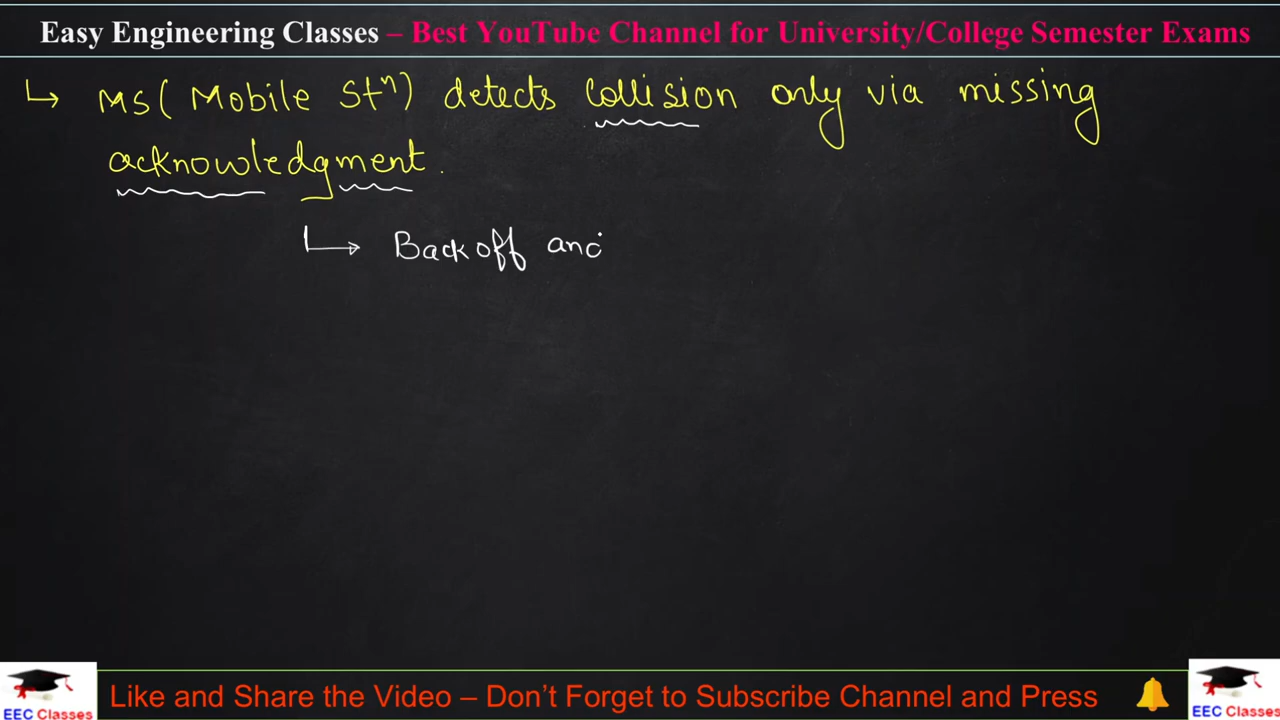 Easy Engineering Classes – Best YouTube Channel for University/College Semester Exams
↳ MS( Mobile Stⁿ) detects collision only via missing
acknowledgment.
↳ Backoff and
EEC Classes
Like and Share the Video – Don't Forget to Subscribe Channel and Press
EEC Classes